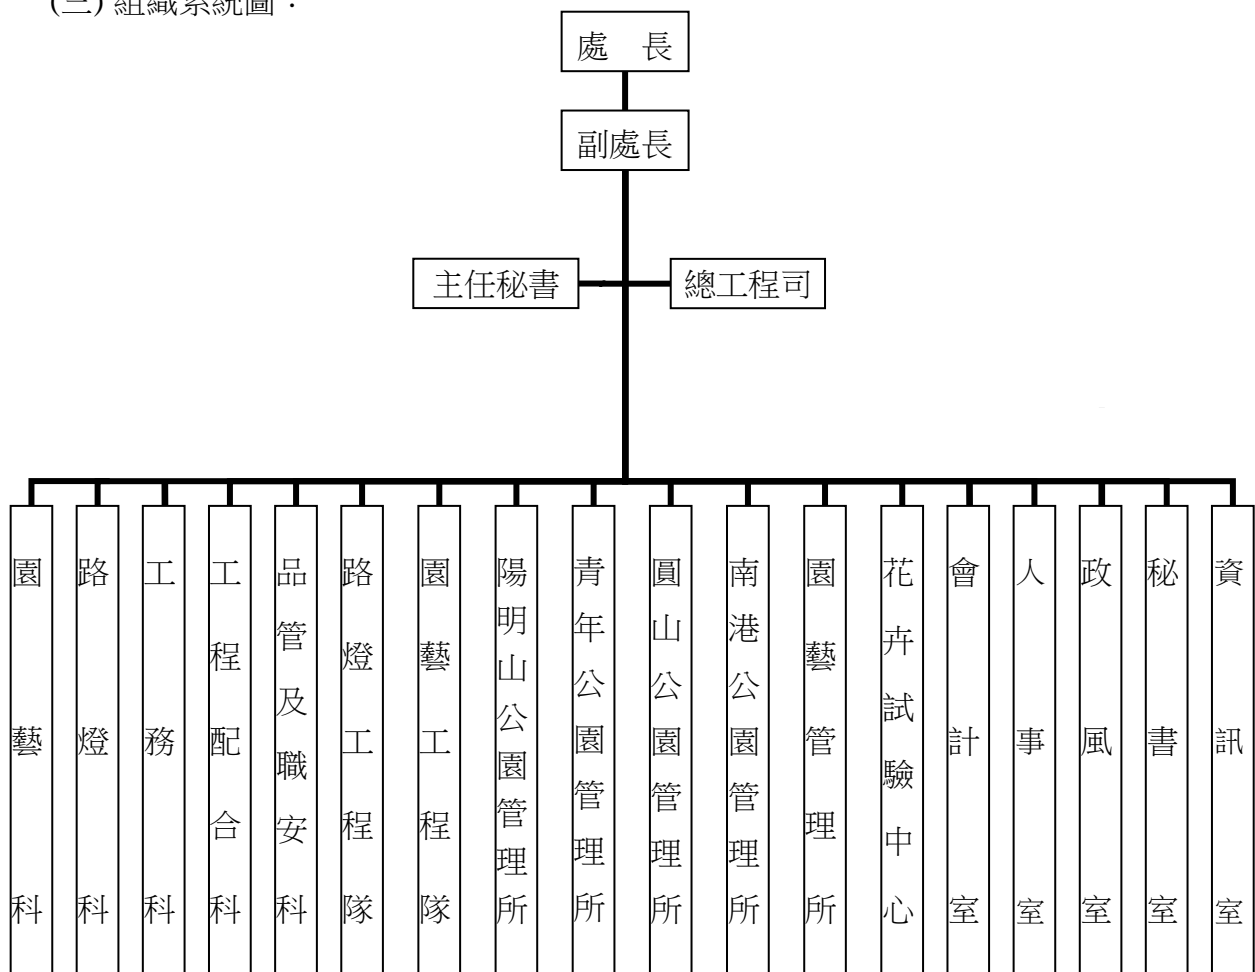 (三) 組織系統圖：
處　長
副處長
主任秘書
總工程司
園藝科
路燈科
工務科
工程配合科
品管及職安科
路燈工程隊
園藝工程隊
陽明山公園管理所
青年公園管理所
圓山公園管理所
南港公園管理所
園藝管理所
花卉試驗中心
會計室
人事室
政風室
秘書室
資訊室